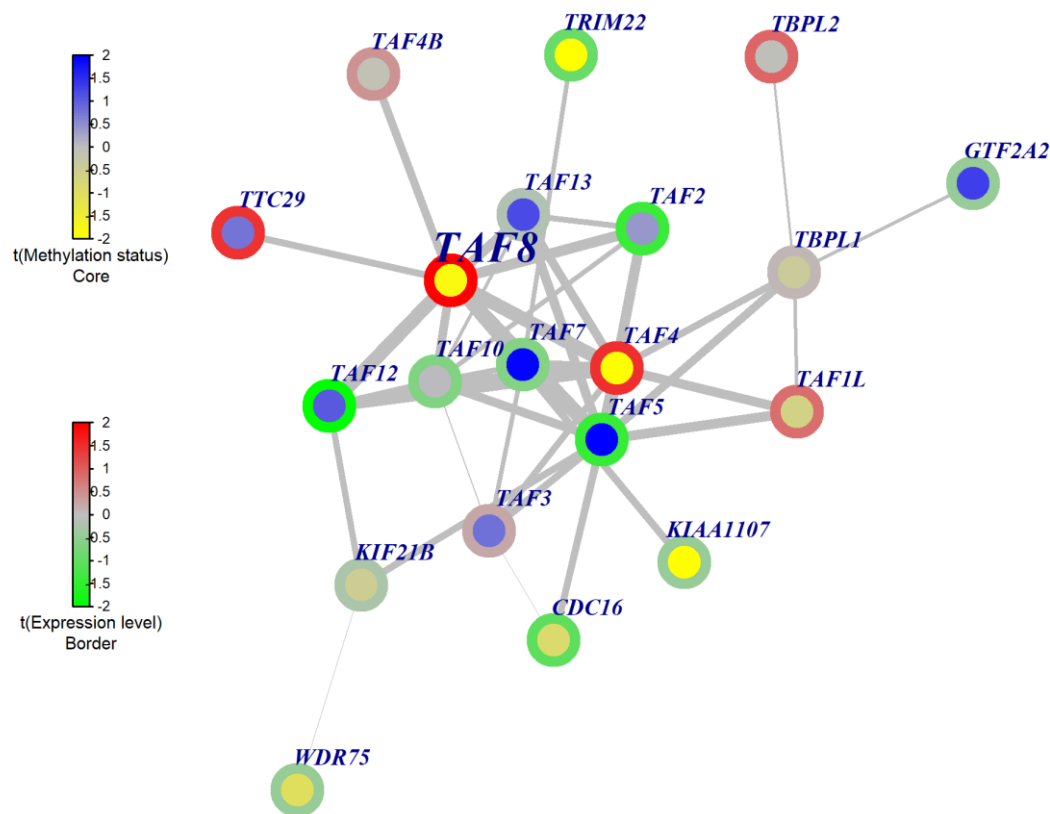 TRIM22
TBPL2
TAF4B
2
1.5
1
0.5
0
-0.5
-1
-1.5
-2
t(Methylation status)
Core
GTF2A2
TAF13
TAF2
TTC29
TAF8
TBPL1
TAF7
TAF4
TAF10
TAF12
TAF1L
TAF5
2
1.5
1
0.5
0
-0.5
-1
-1.5
-2
t(Expression level)
Border
TAF3
KIAA1107
KIF21B
CDC16
WDR75